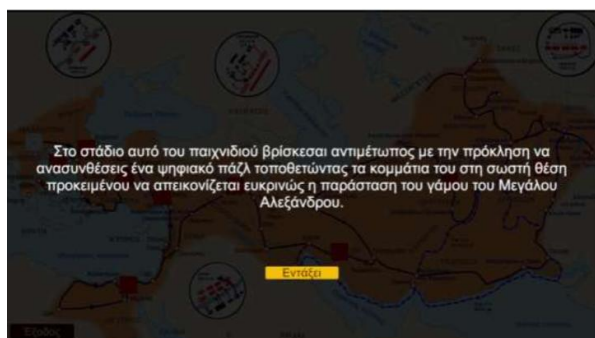 Στο στάδιο αυτό του παιχνιδιού βρίσκεσαι αντιμέτωπος με την πρόκληση να
ανασυνθέσεις ένα ψηφιακό πάζλ τοποθετώντας τα κομμάτια του στη σωστή θέση
προκειμένου να απεικονίζεται ευκρινώς η παράσταση του γάμου του Μεγάλου
Αλεξάνδρου.
Εντάξει
Έξοδος